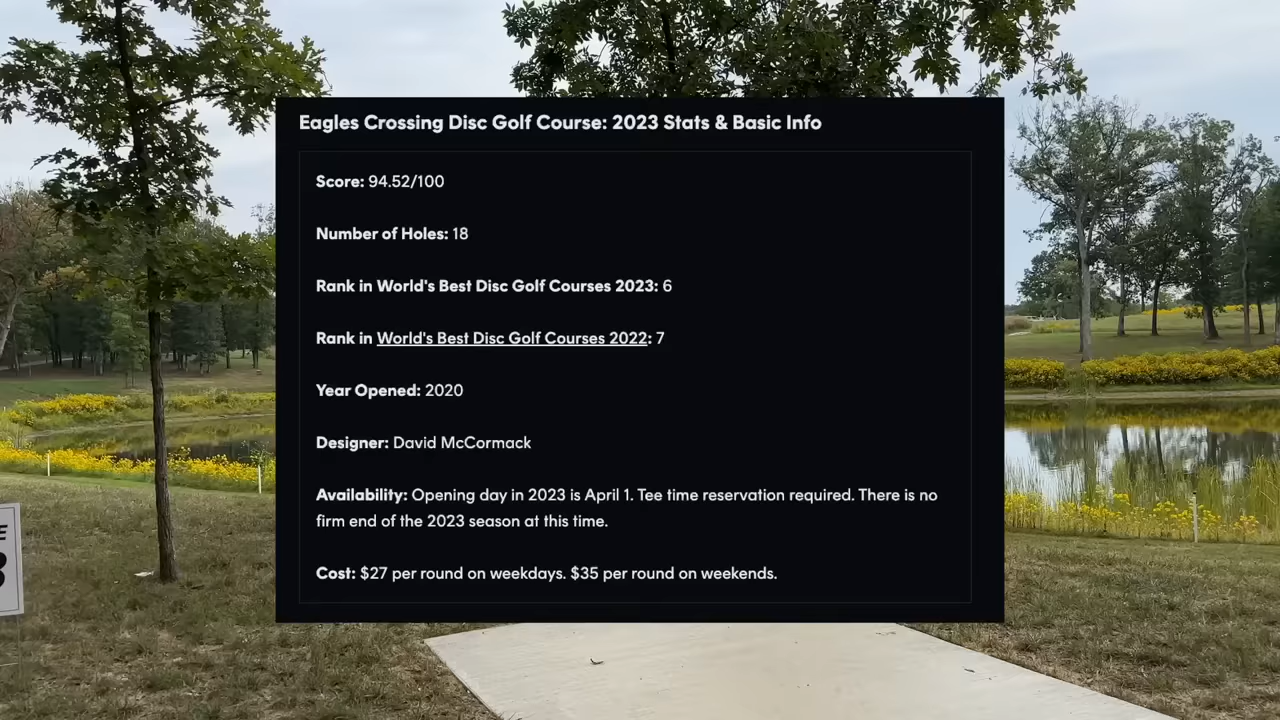 Eagles Crossing Disc Golf Course: 2023 Stats & Basic Info
Score: 94.52/100
Number of Holes: 18
Rank in World's Best Disc Golf Courses 2023: 6
Rank in World's Best Disc Golf Courses 2022: 7
Year Opened: 2020
Designer: David McCormack
Availability: Opening day in 2023 is April 1. Tee time reservation required. There is no
firm end of the 2023 season at this time.
Cost: $27 per round on weekdays. $35 per round on weekends.